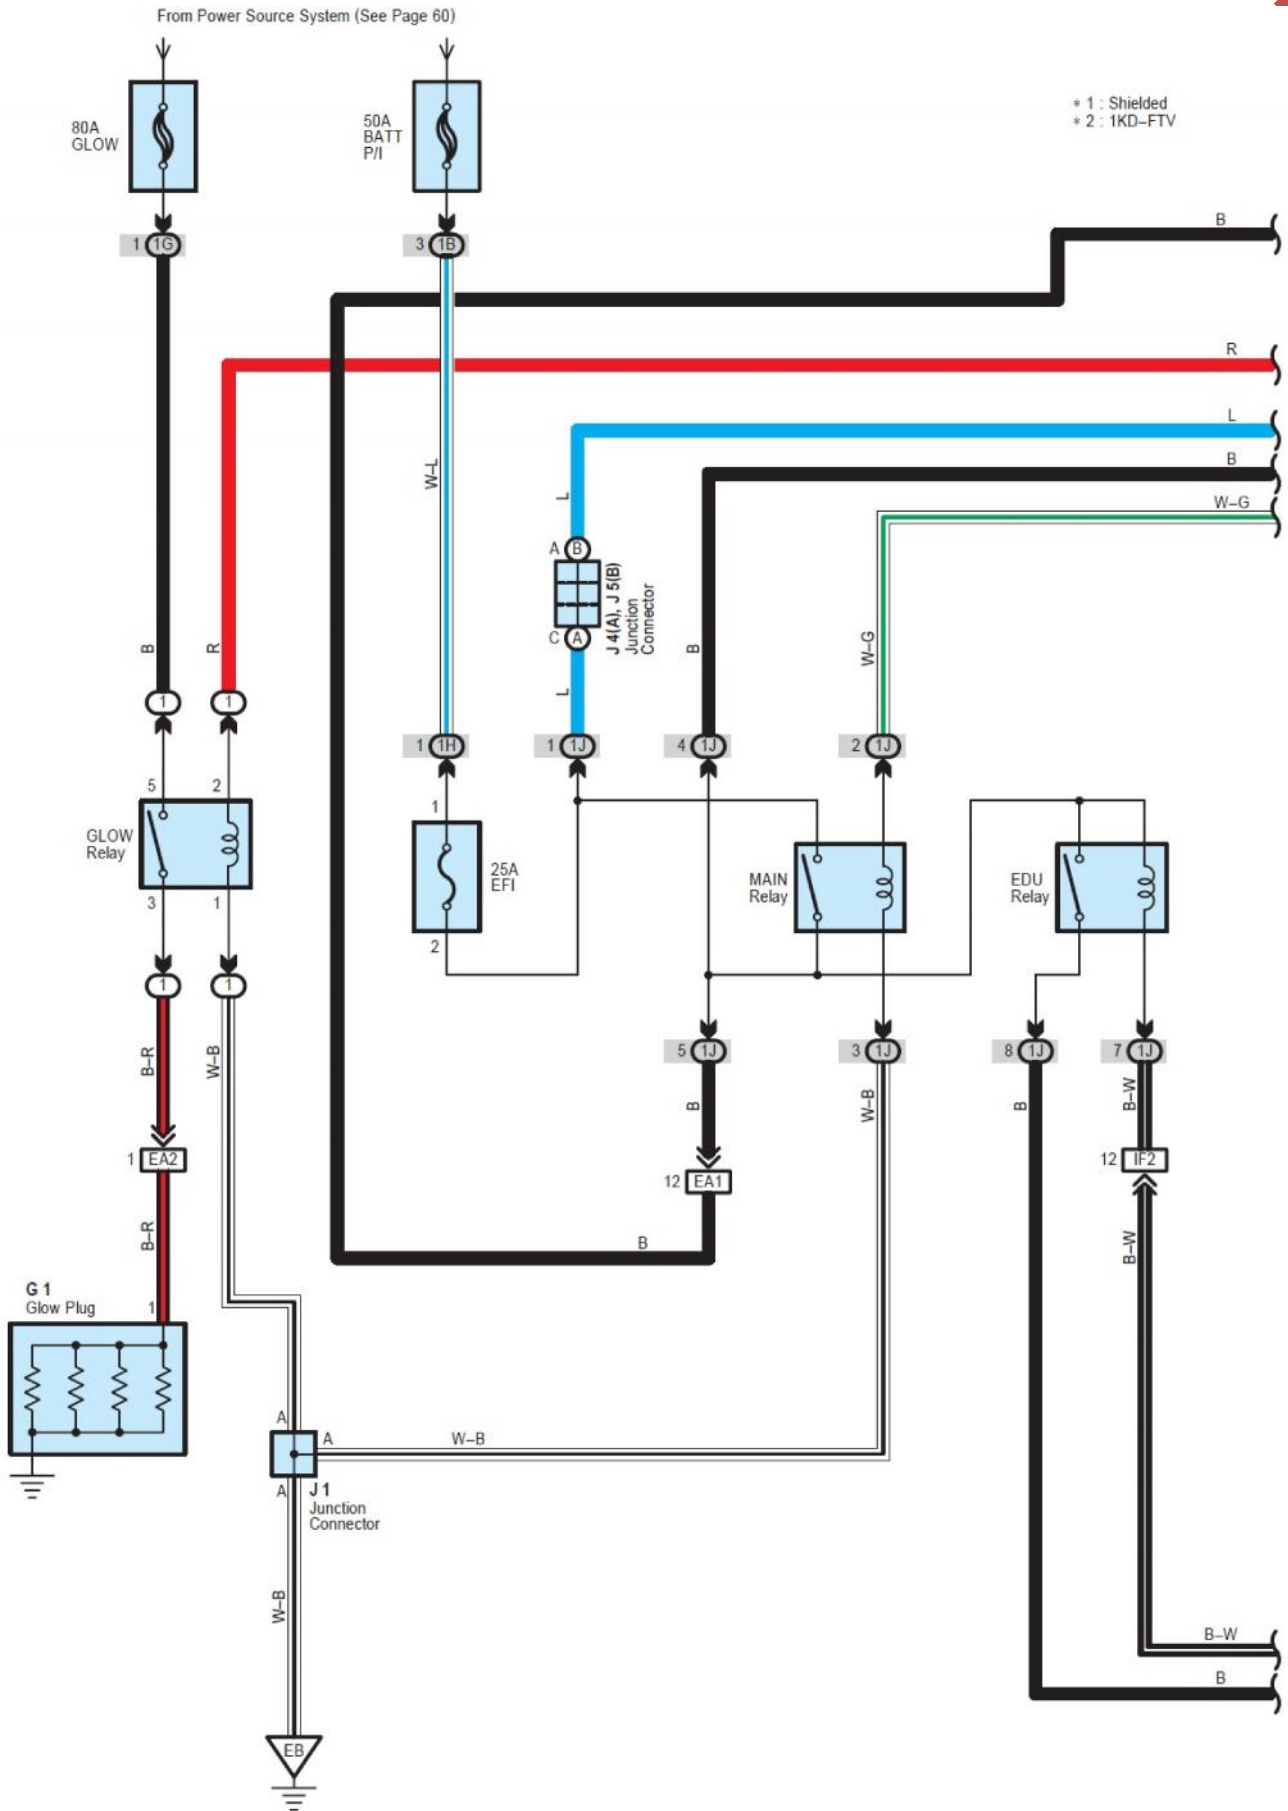 From Power Source System (See Page 60)
80A
GLOW
50A
BATT
P/I
* 1 : Shielded
* 2 : 1KD–FTV
1 1G
3 1B
B
R
L
B
W–G
W–L
L
A B
J 4(A), J 5(B)
Junction
Connector
C A
L
B
W–G
B
R
1
1
1 1H
1 1J
4 1J
2 1J
5
2
GLOW
Relay
3
1
1
25A
EFI
2
MAIN
Relay
EDU
Relay
1
1
5 1J
3 1J
8 1J
7 1J
B–R
W–B
B
W–B
B
B–W
1 EA2
12 EA1
12 IF2
B–R
B
B–W
G 1
Glow Plug
1
A
A
W–B
A
J 1
Junction
Connector
W–B
B–W
B
EB